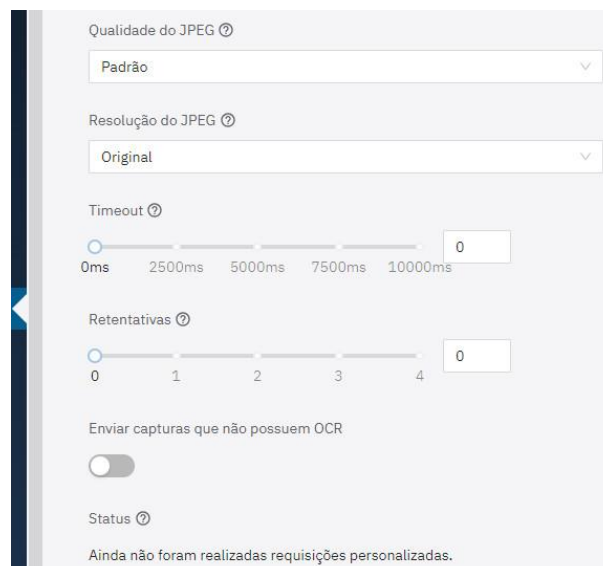 Qualidade do JPEG
Padrão
Resolução do JPEG
Original
Timeout
0
0ms 2500ms 5000ms 7500ms 10000ms
Retentativas
0
0 1 2 3 4
Enviar capturas que não possuem OCR
Status
Ainda não foram realizadas requisições personalizadas.